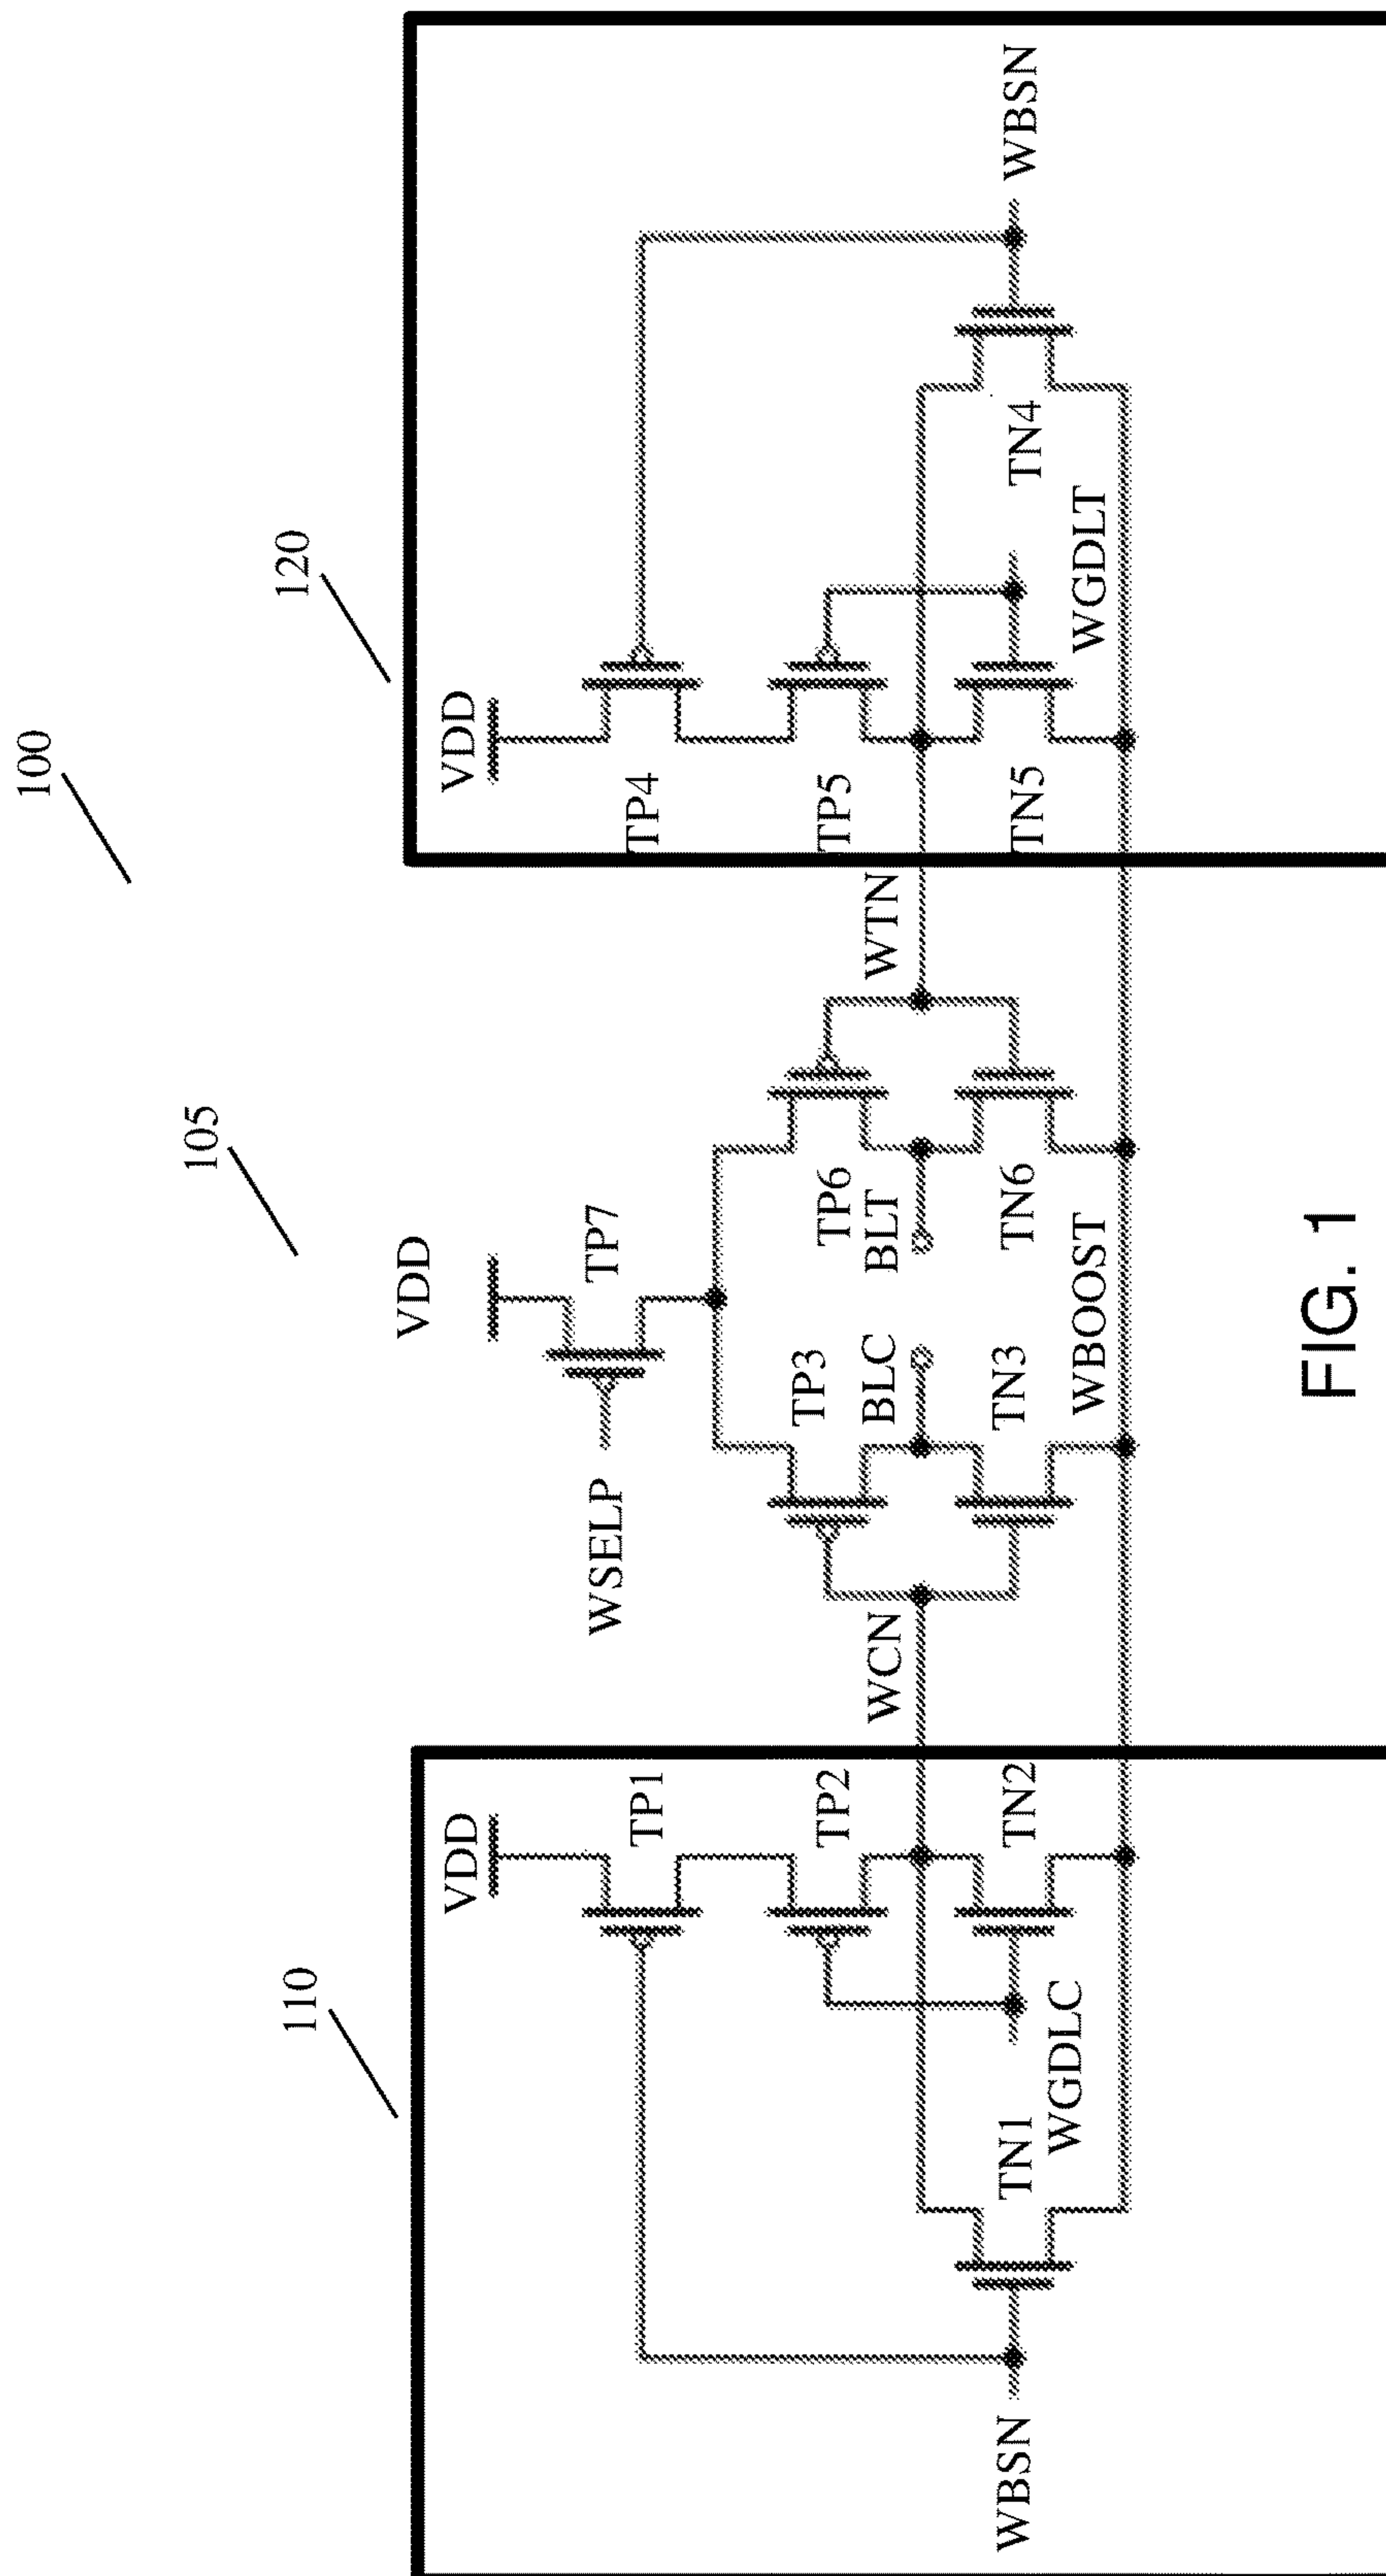 100
105
110
120
VDD
VDD
VDD
TP1
TP7
TP4
WSELP
TP2
TP3
TP6
TP5
WCN
BLC
BLT
WTN
WBSN
TN1
TN2
TN3
TN6
TN5
TN4
WBSN
WGDLC
WBOOST
WGDLT
FIG. 1